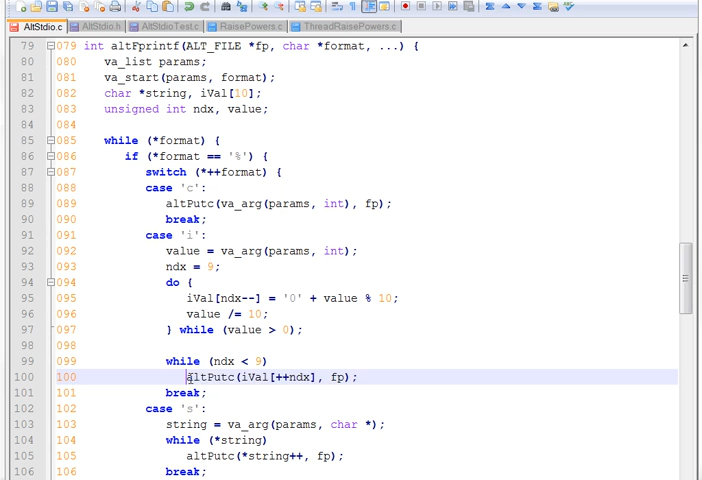 AltStdio.c AltStdio.h AltStdioTest.c RaisePowers.c ThreadRaisePowers.c
79 079 int altFprintf(ALT_FILE *fp, char *format, ...) {
80 080 va_list params;
81 081 va_start(params, format);
82 082 char *string, iVal[10];
83 083 unsigned int ndx, value;
84 084
85 085 while (*format) {
86 086 if (*format == '%') {
87 087 switch (*++format) {
88 088 case 'c':
89 089 altPutc(va_arg(params, int), fp);
90 090 break;
91 091 case 'i':
92 092 value = va_arg(params, int);
93 093 ndx = 9;
94 094 do {
95 095 iVal[ndx--] = '0' + value % 10;
96 096 value /= 10;
97 097 } while (value > 0);
98 098
99 099 while (ndx < 9)
100 100 altPutc(iVal[++ndx], fp);
101 101 break;
102 102 case 's':
103 103 string = va_arg(params, char *);
104 104 while (*string)
105 105 altPutc(*string++, fp);
106 106 break;